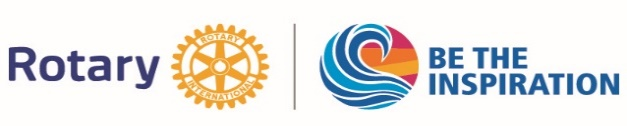 Rotary
ROTARY
INTERNATIONAL
BE THE
INSPIRATION